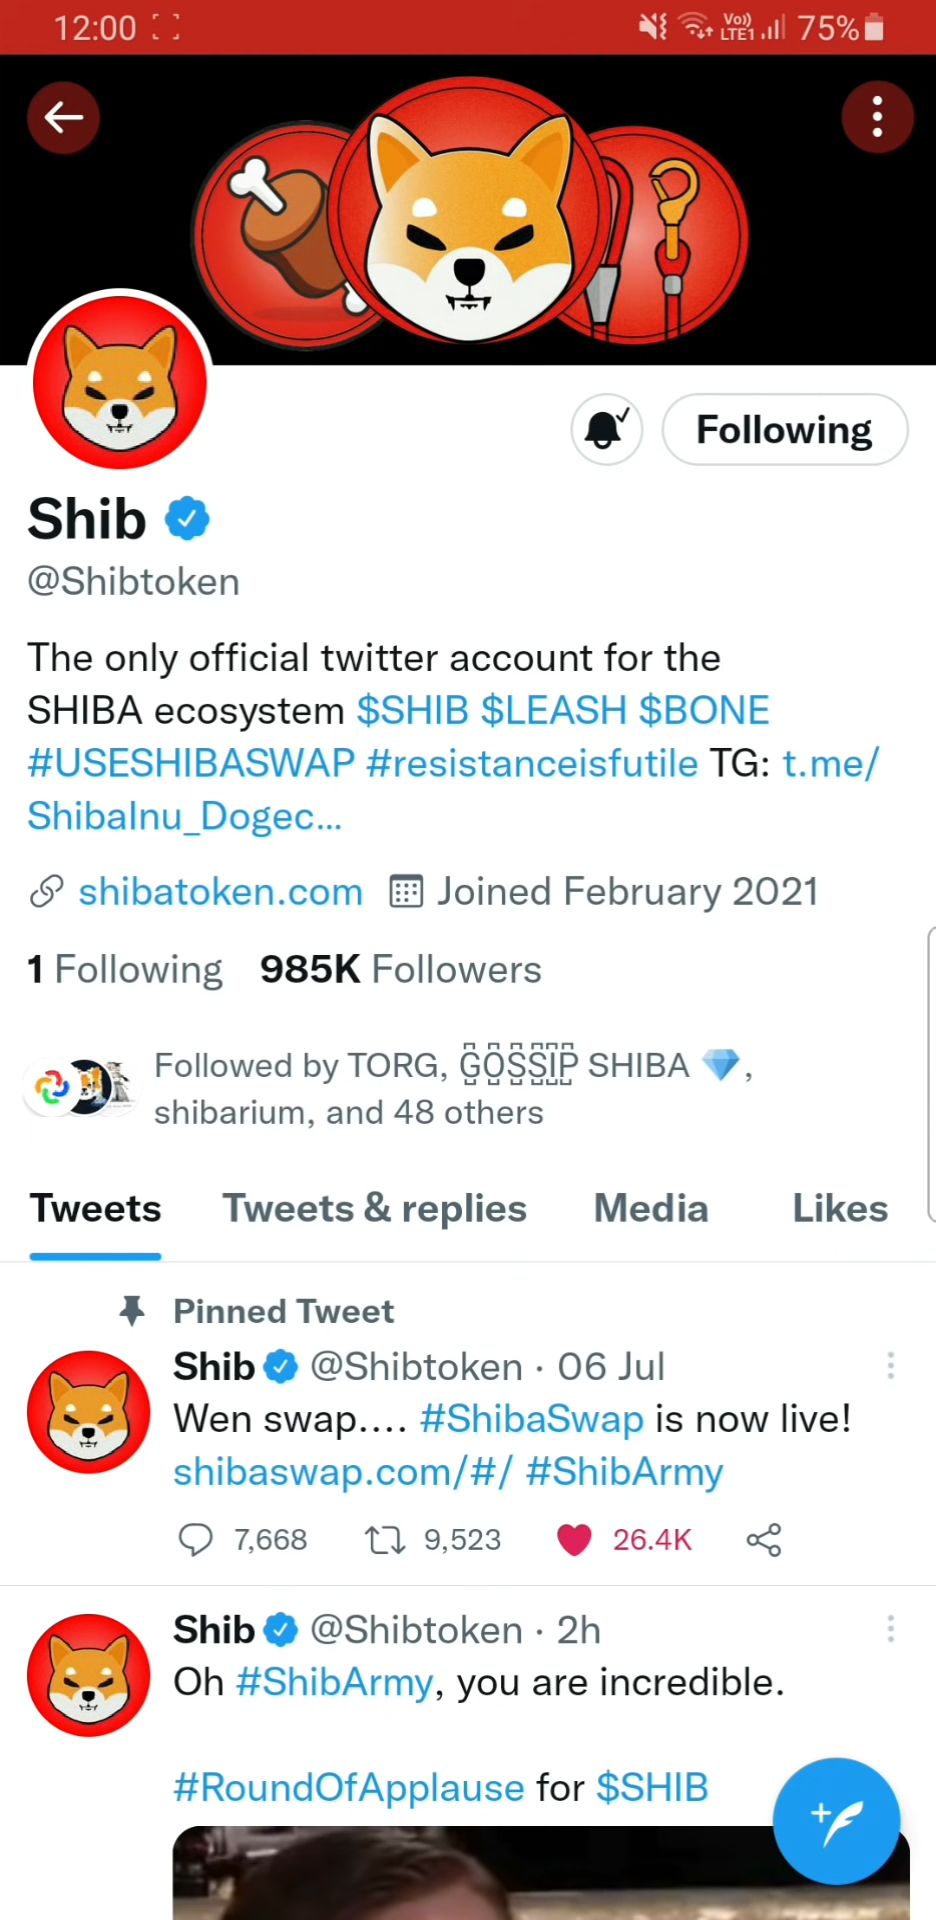 12:00 Vo)) LTE1 75%
Following
Shib
@Shibtoken
The only official twitter account for the
SHIBA ecosystem $SHIB $LEASH $BONE
#USESHIBASWAP #resistanceisfutile TG: t.me/
ShibaInu_Dogec...
shibatoken.com Joined February 2021
1 Following 985K Followers
Followed by TORG, GOSSIP SHIBA 💎,
shibarium, and 48 others
Tweets Tweets & replies Media Likes
Pinned Tweet
Shib @Shibtoken · 06 Jul
Wen swap.... #ShibaSwap is now live!
shibaswap.com/#/ #ShibArmy
7,668 9,523 26.4K
Shib @Shibtoken · 2h
Oh #ShibArmy, you are incredible.
#RoundOfApplause for $SHIB